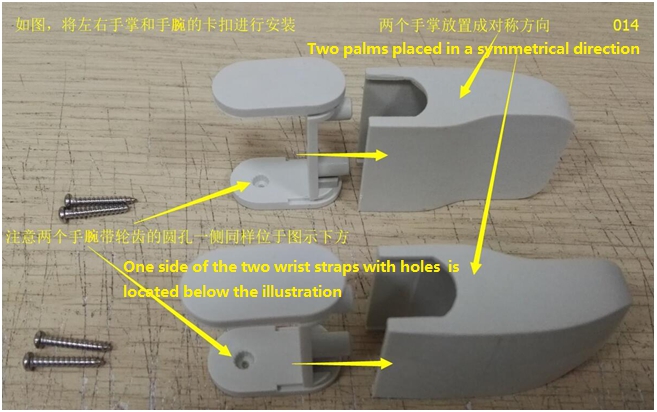 如图，将左右手掌和手腕的卡扣进行安装
两个手掌放置成对称方向
014
Two palms placed in a symmetrical direction
注意两个手腕带轮齿的圆孔一侧同样位于图示下方
One side of the two wrist straps with holes is
located below the illustration